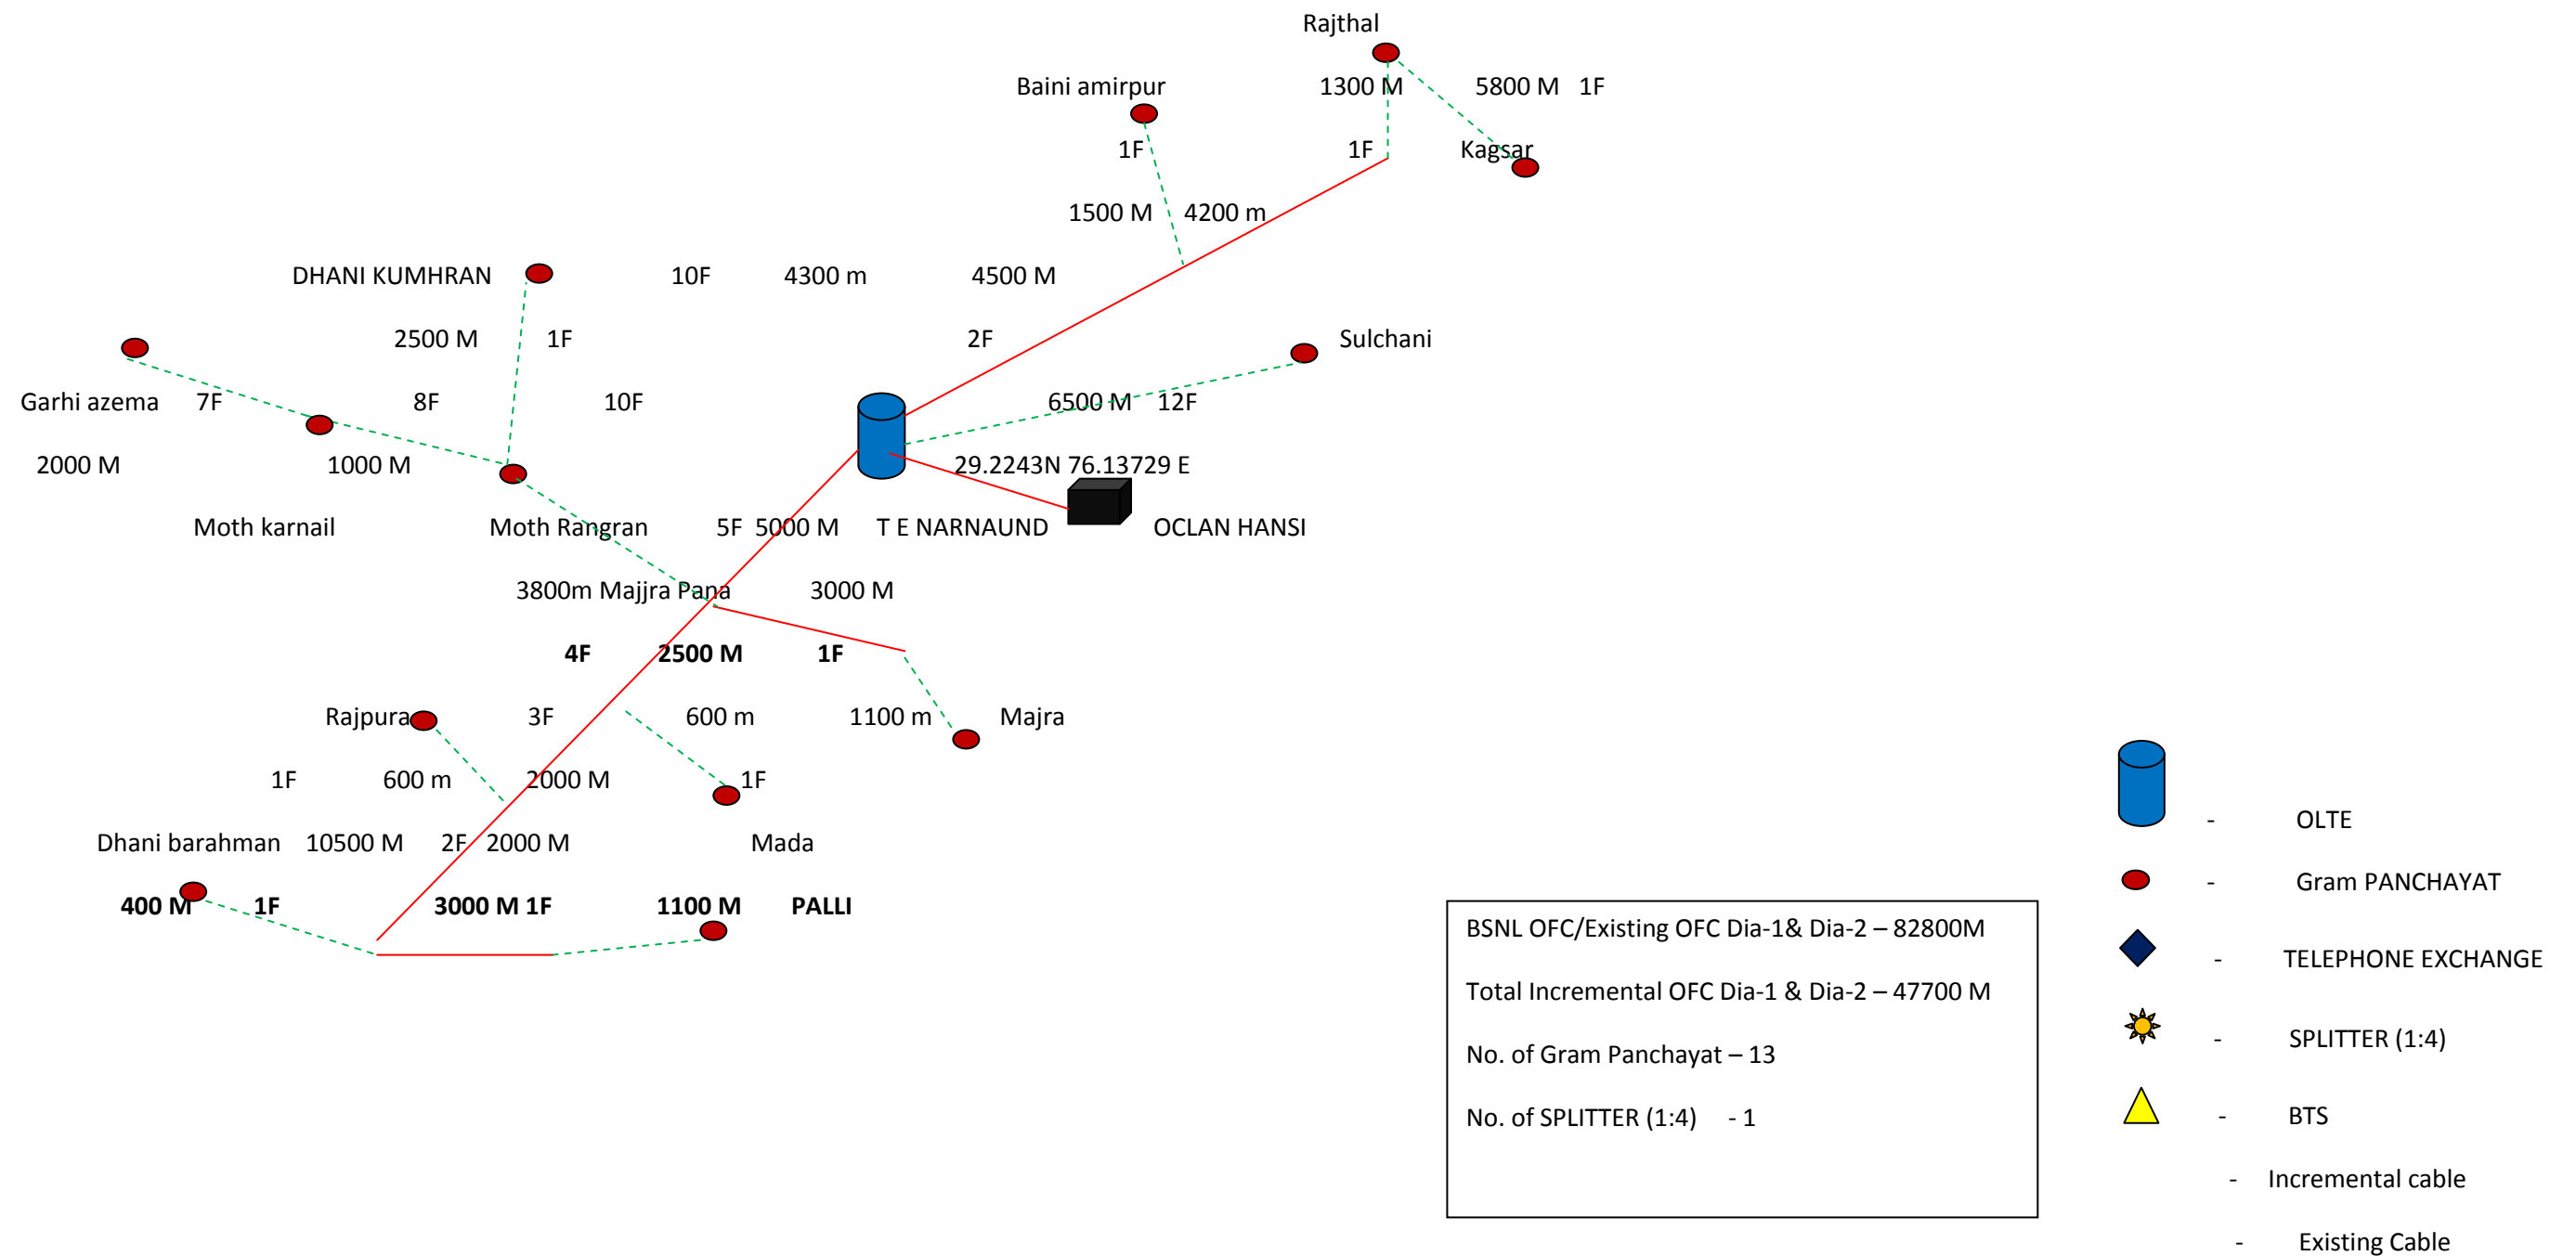 Rajthal
Baini amirpur 1300 M 5800 M 1F
1F 1F Kagsar
1500 M 4200 m
DHANI KUMHRAN 10F 4300 m 4500 M
2500 M 1F 2F Sulchani
Garhi azema 7F 8F 10F 6500 M 12F
2000 M 1000 M 29.2243N 76.13729 E
Moth karnail Moth Rangran 5F 5000 M T E NARNAUND OCLAN HANSI
3800m Majjra Pana 3000 M
4F 2500 M 1F
Rajpura 3F 600 m 1100 m Majra
1F 600 m 2000 M 1F
Dhani barahman 10500 M 2F 2000 M Mada
400 M 1F 3000 M 1F 1100 M PALLI
BSNL OFC/Existing OFC Dia-1& Dia-2 – 82800M
Total Incremental OFC Dia-1 & Dia-2 – 47700 M
No. of Gram Panchayat – 13
No. of SPLITTER (1:4) - 1
- OLTE
- Gram PANCHAYAT
- TELEPHONE EXCHANGE
- SPLITTER (1:4)
- BTS
- Incremental cable
- Existing Cable